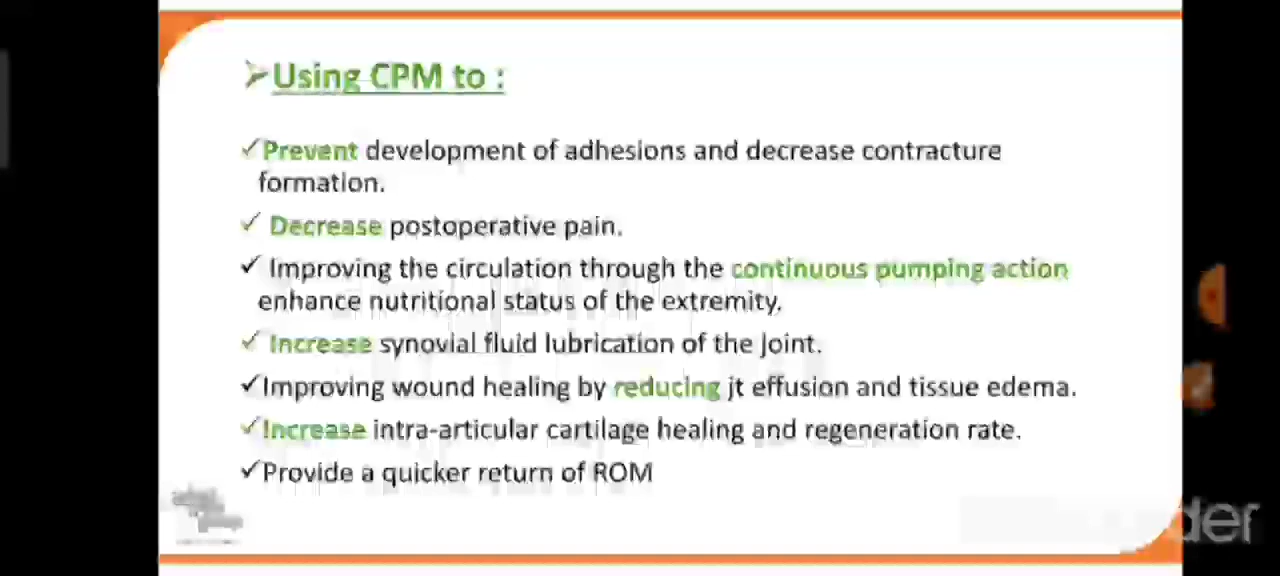 ➢Using CPM to :
✓Prevent development of adhesions and decrease contracture
formation.
✓ Decrease postoperative pain.
✓ Improving the circulation through the continuous pumping action
enhance nutritional status of the extremity.
✓ Increase synovial fluid lubrication of the joint.
✓Improving wound healing by reducing jt effusion and tissue edema.
✓Increase intra-articular cartilage healing and regeneration rate.
✓Provide a quicker return of ROM